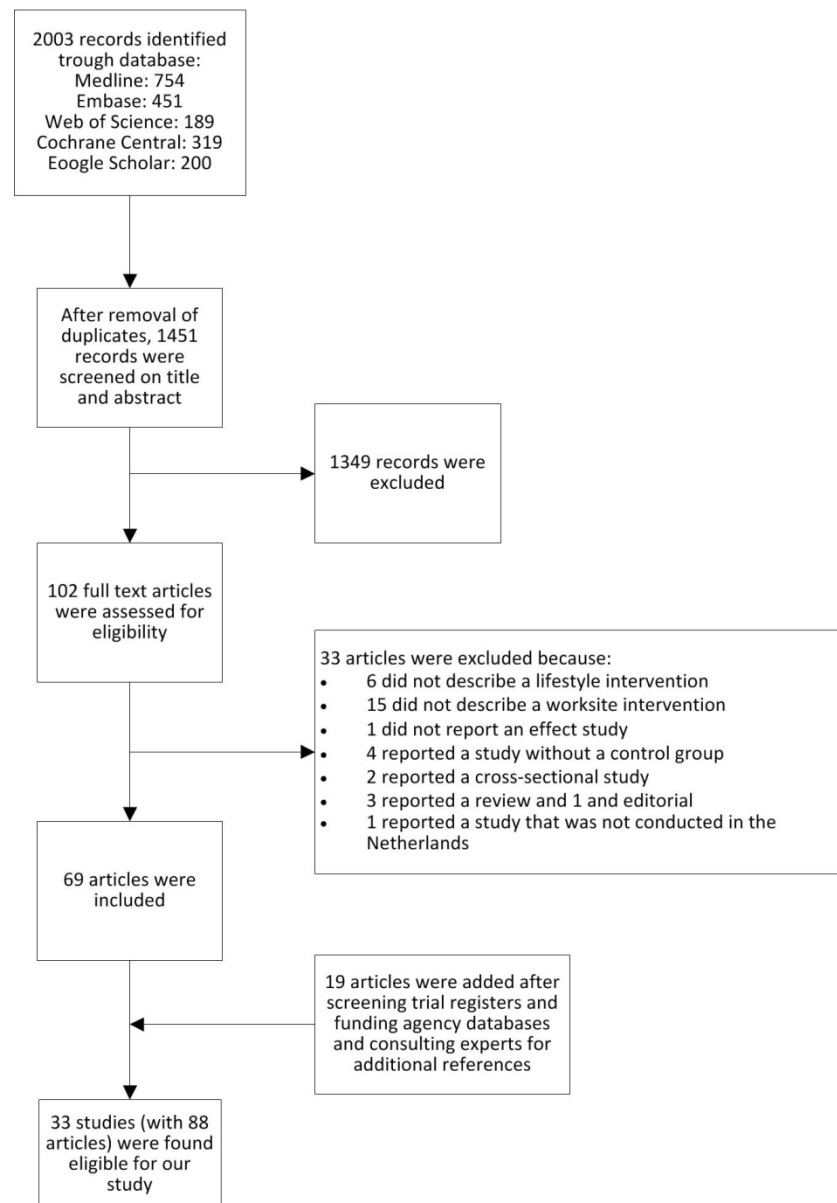 2003 records identified
trough database:
Medline: 754
Embase: 451
Web of Science: 189
Cochrane Central: 319
Eoogle Scholar: 200
After removal of
duplicates, 1451
records were
screened on title
and abstract
1349 records were
excluded
102 full text articles
were assessed for
eligibility
33 articles were excluded because:
• 6 did not describe a lifestyle intervention
• 15 did not describe a worksite intervention
• 1 did not report an effect study
• 4 reported a study without a control group
• 2 reported a cross-sectional study
• 3 reported a review and 1 and editorial
• 1 reported a study that was not conducted in the
Netherlands
69 articles were
included
19 articles were added after
screening trial registers and
funding agency databases
and consulting experts for
additional references
33 studies (with 88
articles) were found
eligible for our
study